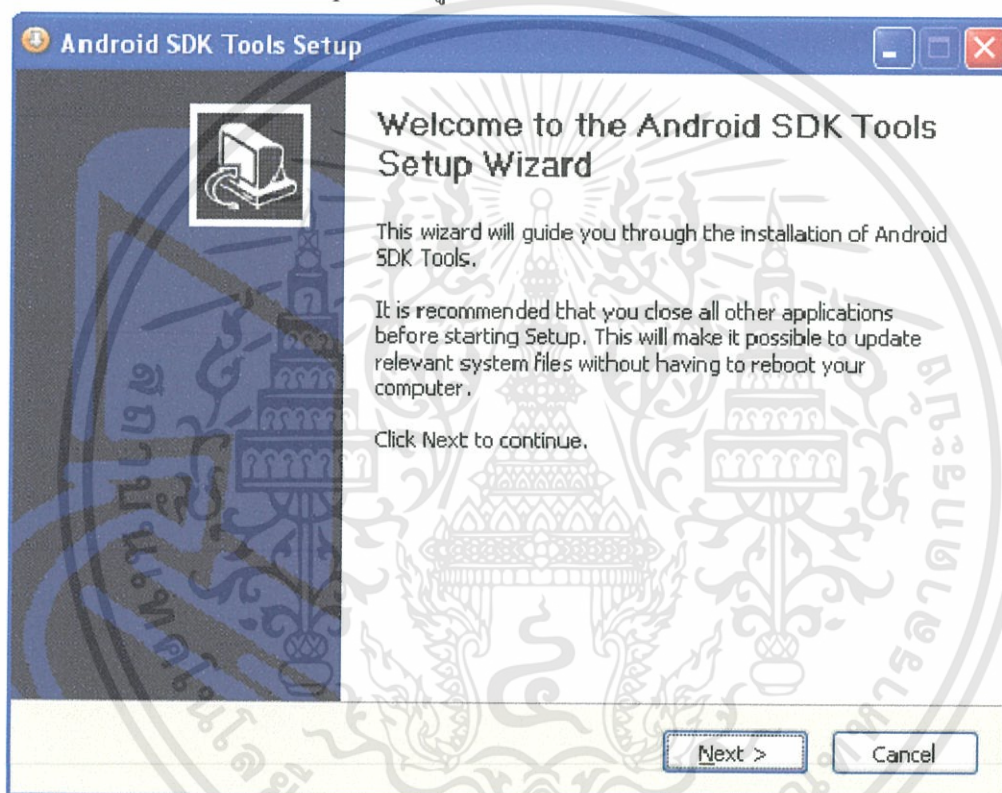 Android SDK Tools Setup
Welcome to the Android SDK Tools
Setup Wizard
This wizard will guide you through the installation of Android
SDK Tools.
It is recommended that you close all other applications
before starting Setup. This will make it possible to update
relevant system files without having to reboot your
computer.
Click Next to continue.
Next >
Cancel